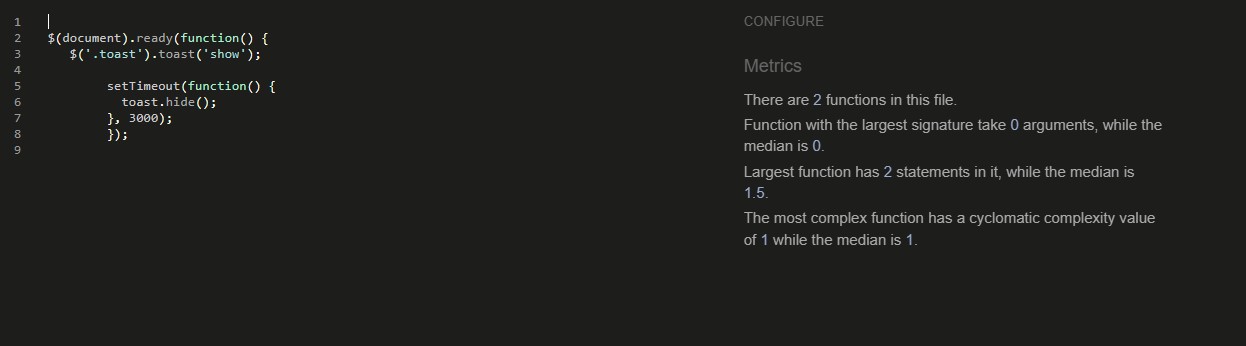 1
2 $(document).ready(function() {
3    $('.toast').toast('show');
4
5         setTimeout(function() {
6           toast.hide();
7         }, 3000);
8         });
9
CONFIGURE
Metrics
There are 2 functions in this file.
Function with the largest signature take 0 arguments, while the
median is 0.
Largest function has 2 statements in it, while the median is
1.5.
The most complex function has a cyclomatic complexity value
of 1 while the median is 1.